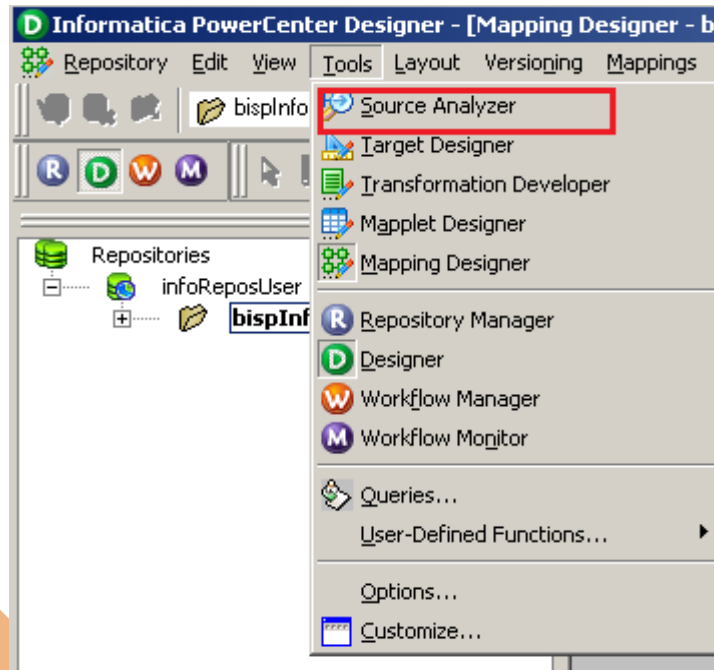 Informatica PowerCenter Designer - [Mapping Designer - b
Repository Edit View Tools Layout Versioning Mappings
bispInfo
R D W M
Source Analyzer
Target Designer
Transformation Developer
Mapplet Designer
Mapping Designer
Repository Manager
Designer
Workflow Manager
Workflow Monitor
Queries...
User-Defined Functions...
Options...
Customize...
Repositories
infoReposUser
bispInf